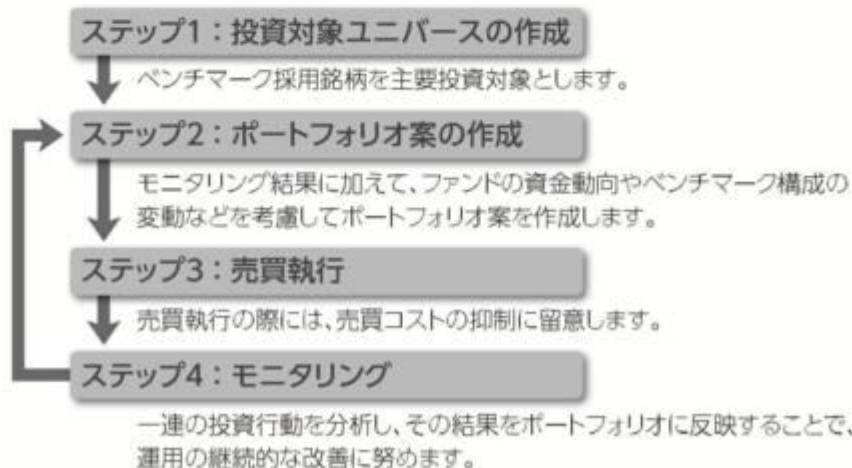 ステップ1：投資対象ユニバースの作成
ベンチマーク採用銘柄を主要投資対象とします。
ステップ2：ポートフォリオ案の作成
モニタリング結果に加えて、ファンドの資金動向やベンチマーク構成の
変動などを考慮してポートフォリオ案を作成します。
ステップ3：売買執行
売買執行の際には、売買コストの抑制に留意します。
ステップ4：モニタリング
一連の投資行動を分析し、その結果をポートフォリオに反映することで、
運用の継続的な改善に努めます。